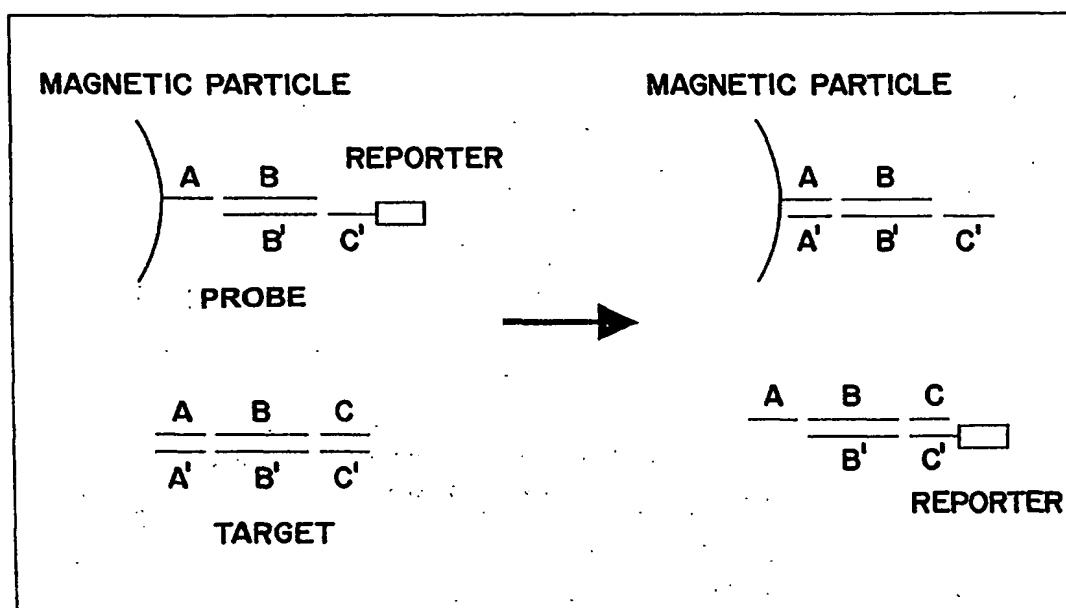 MAGNETIC PARTICLE
A B REPORTER
B' C'
PROBE
A B C
A' B' C'
TARGET
MAGNETIC PARTICLE
A B
A' B' C'
A B C
B' C'
REPORTER